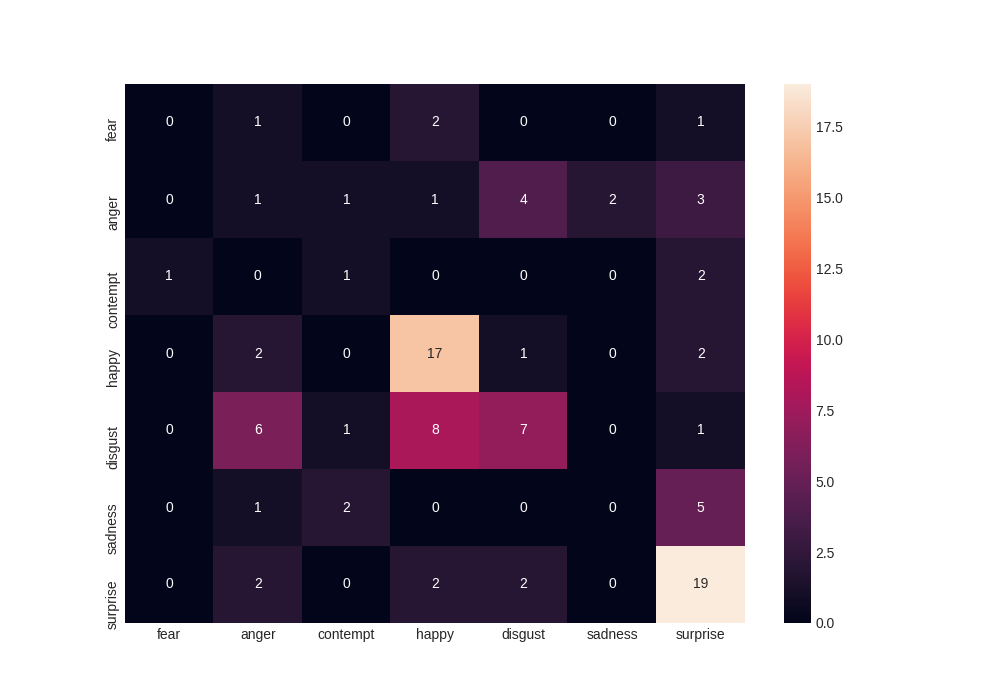 fear 0 1 0 2 0 0 1
anger 0 1 1 1 4 2 3
contempt 1 0 1 0 0 0 2
happy 0 2 0 17 1 0 2
disgust 0 6 1 8 7 0 1
sadness 0 1 2 0 0 0 5
surprise 0 2 0 2 2 0 19
fear anger contempt happy disgust sadness surprise
17.5
15.0
12.5
10.0
7.5
5.0
2.5
0.0